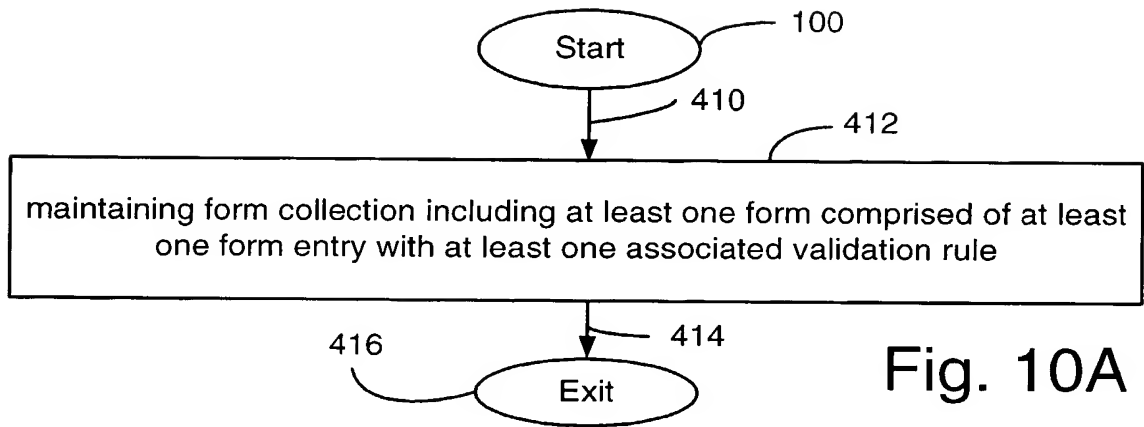 100
Start
410
412
maintaining form collection including at least one form comprised of at least
one form entry with at least one associated validation rule
414
416
Exit
Fig. 10A